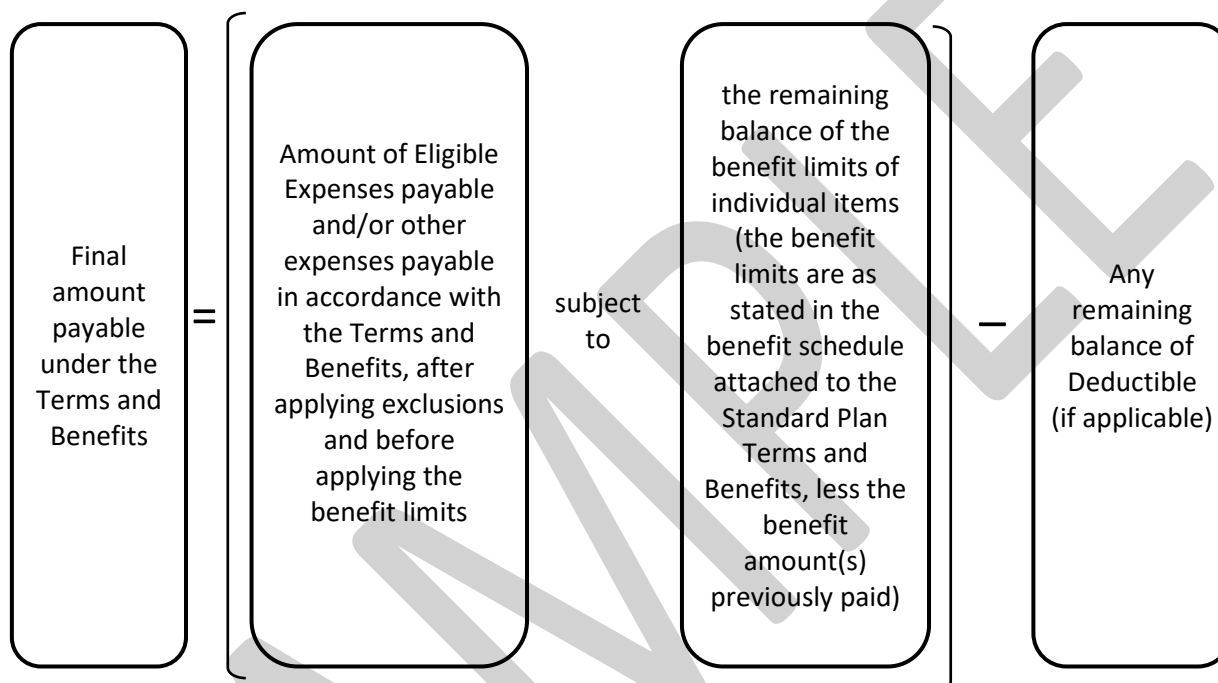 Final
amount
payable
under the
Terms and
Benefits
=
Amount of Eligible
Expenses payable
and/or other
expenses payable
in accordance with
the Terms and
Benefits, after
applying exclusions
and before
applying the
benefit limits
subject
to
the remaining
balance of the
benefit limits of
individual items
(the benefit
limits are as
stated in the
benefit schedule
attached to the
Standard Plan
Terms and
Benefits, less the
benefit
amount(s)
previously paid)
–
Any
remaining
balance of
Deductible
(if applicable)